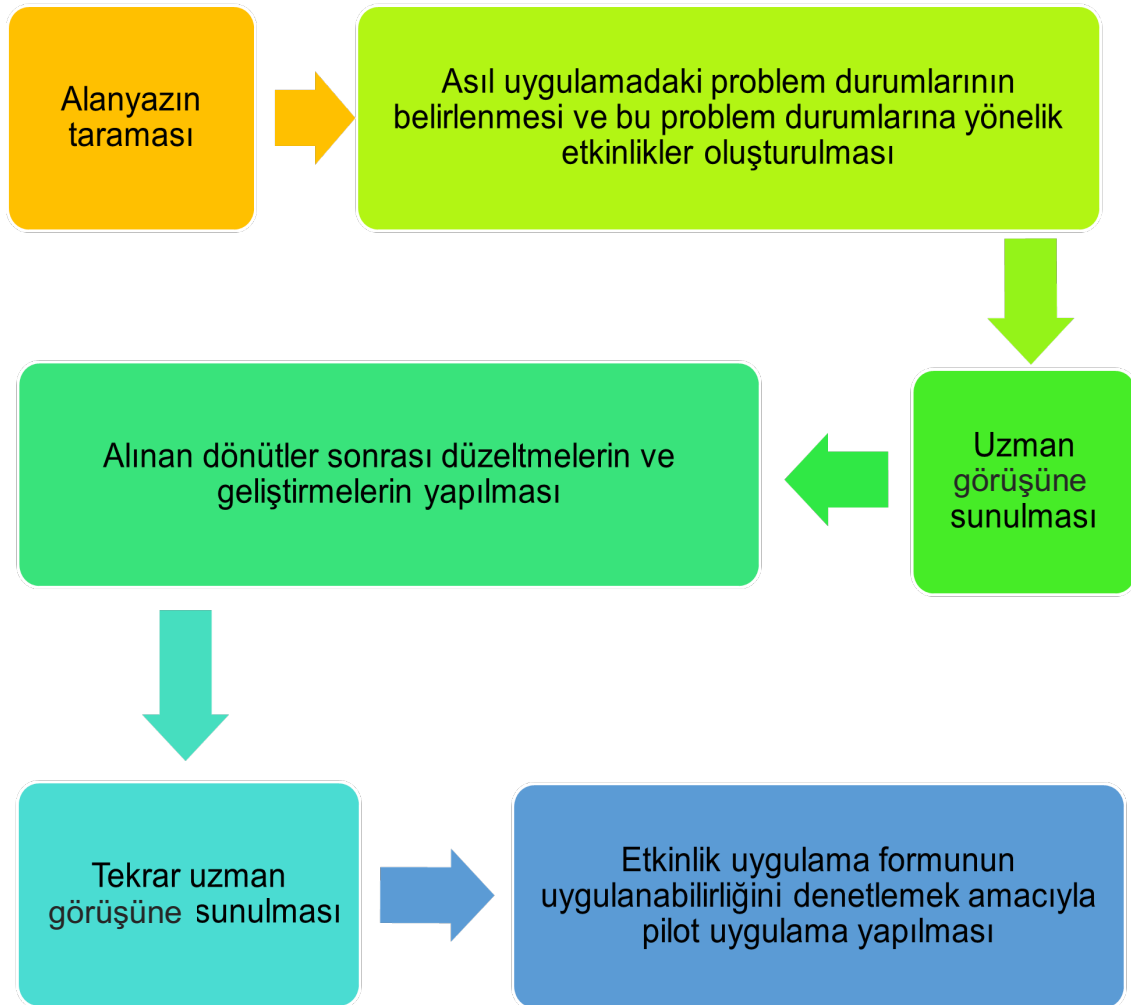 Alanyazın
taraması
Asıl uygulamadaki problem durumlarının
belirlenmesi ve bu problem durumlarına yönelik
etkinlikler oluşturulması
Uzman
görüşüne
sunulması
Alınan dönütler sonrası düzeltmelerin ve
geliştirmelerin yapılması
Tekrar uzman
görüşüne sunulması
Etkinlik uygulama formunun
uygulanabilirliğini denetlemek amacıyla
pilot uygulama yapılması